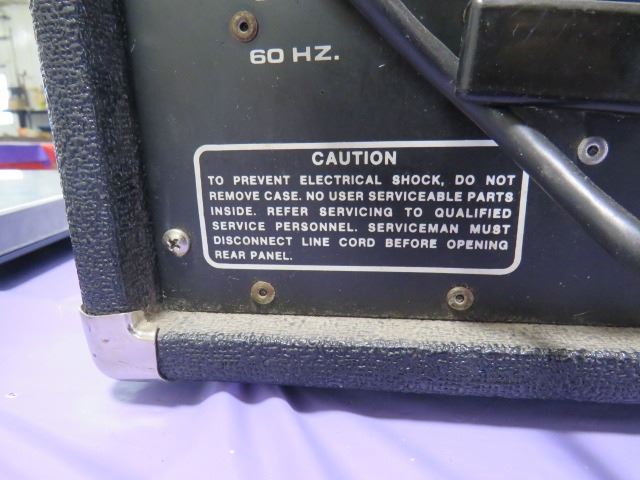 60 HZ.
CAUTION
TO PREVENT ELECTRICAL SHOCK, DO NOT
REMOVE CASE. NO USER SERVICEABLE PARTS
INSIDE. REFER SERVICING TO QUALIFIED
SERVICE PERSONNEL. SERVICEMAN MUST
DISCONNECT LINE CORD BEFORE OPENING
REAR PANEL.